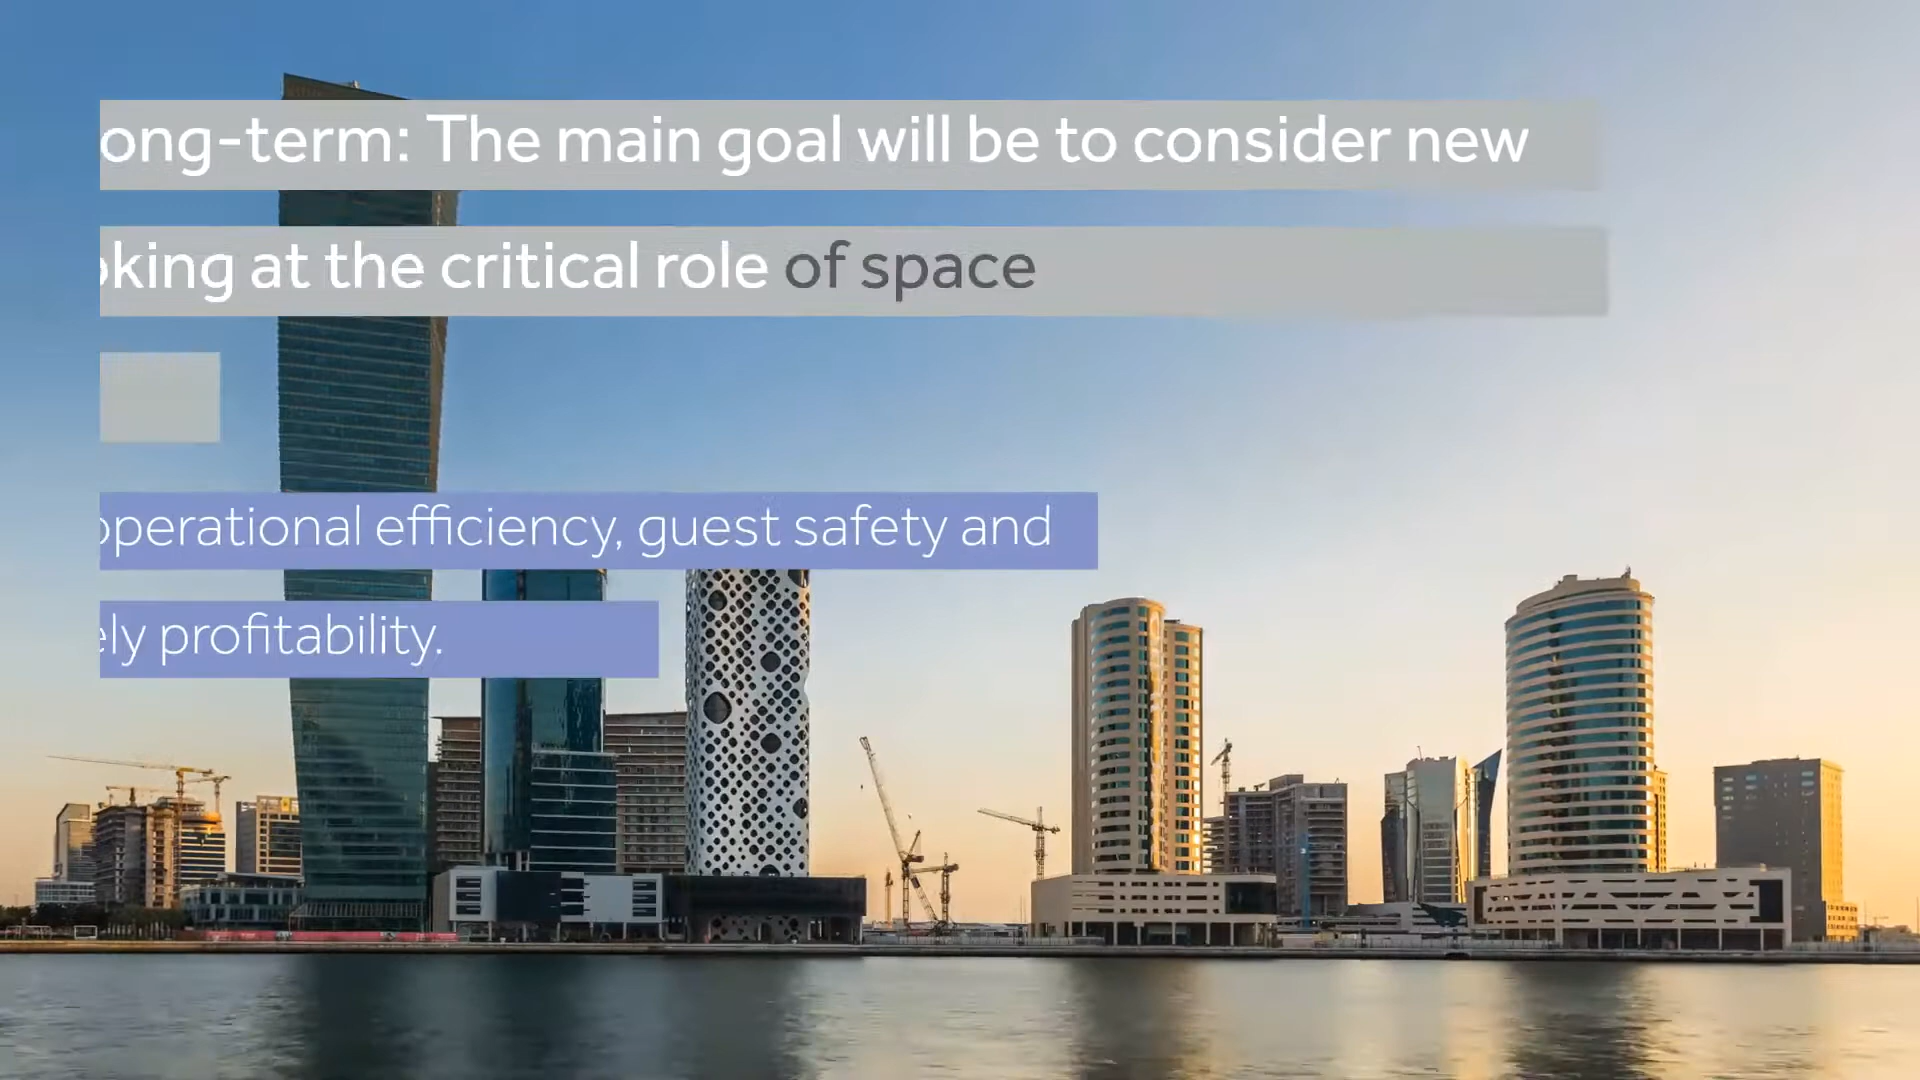 ong-term: The main goal will be to consider new
king at the critical role of space
operational efficiency, guest safety and
ely profitability.